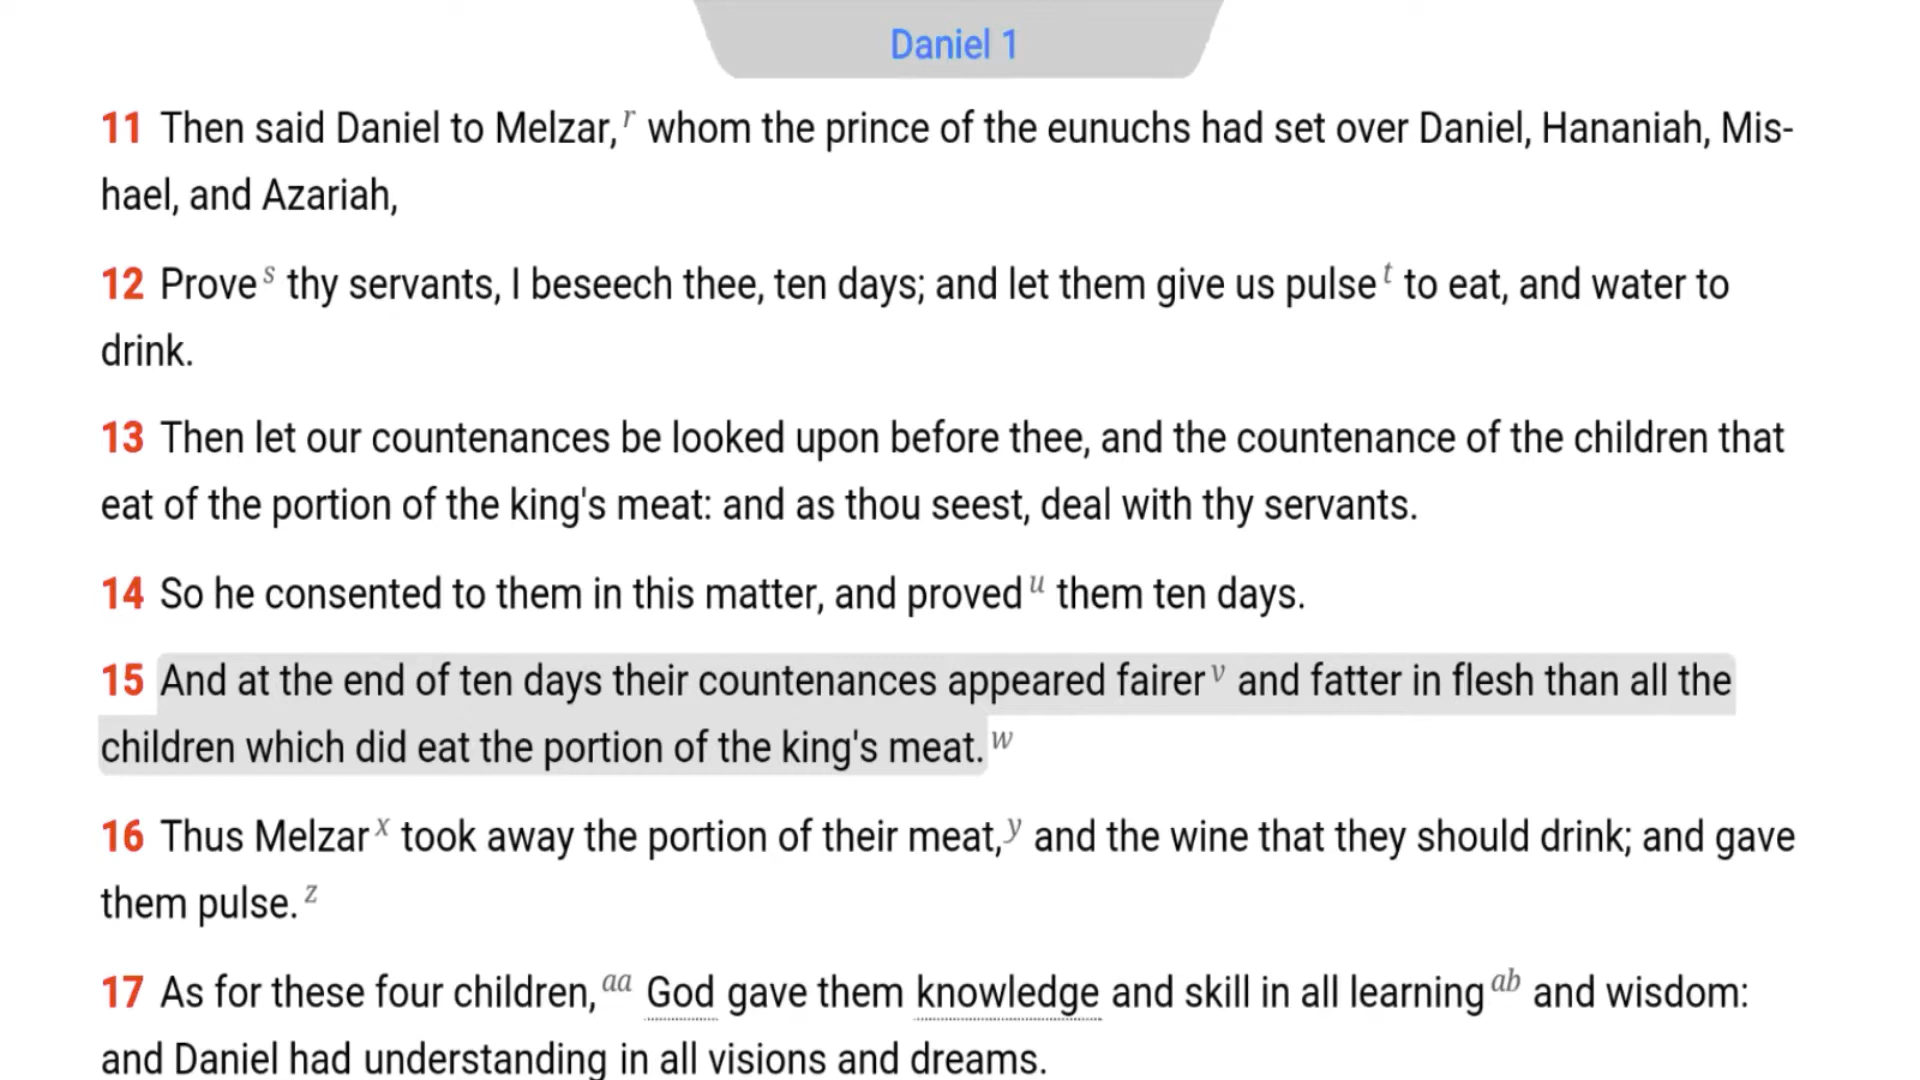 Daniel 1
11 Then said Daniel to Melzar, r whom the prince of the eunuchs had set over Daniel, Hananiah, Mis-
hael, and Azariah,
12 Prove s thy servants, I beseech thee, ten days; and let them give us pulse t to eat, and water to
drink.
13 Then let our countenances be looked upon before thee, and the countenance of the children that
eat of the portion of the king's meat: and as thou seest, deal with thy servants.
14 So he consented to them in this matter, and proved u them ten days.
15 And at the end of ten days their countenances appeared fairer v and fatter in flesh than all the
children which did eat the portion of the king's meat. w
16 Thus Melzar x took away the portion of their meat, y and the wine that they should drink; and gave
them pulse. z
17 As for these four children, aa God gave them knowledge and skill in all learning ab and wisdom:
and Daniel had understanding in all visions and dreams.